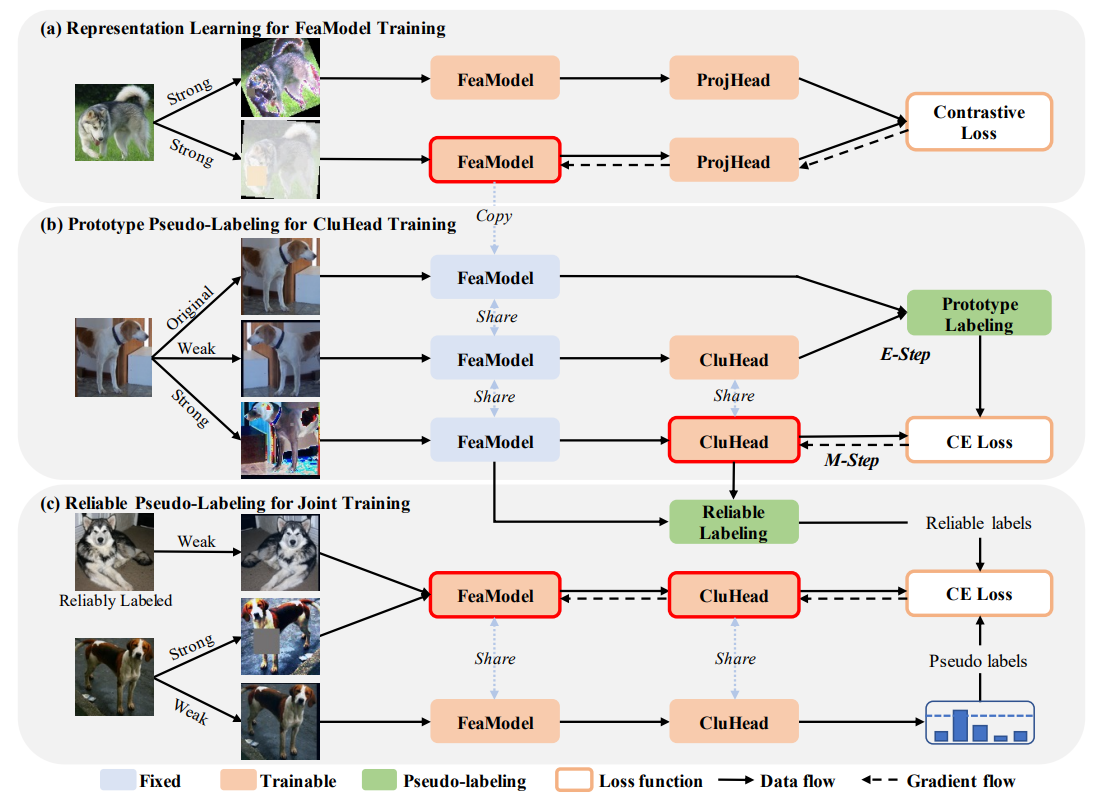 (a) Representation Learning for FeaModel Training
Strong
Strong
FeaModel
ProjHead
FeaModel
ProjHead
Contrastive
Loss
Copy
(b) Prototype Pseudo-Labeling for CluHead Training
Original
Weak
Strong
FeaModel
Share
FeaModel
CluHead
Share
Share
FeaModel
CluHead
Prototype
Labeling
E-Step
M-Step
CE Loss
(c) Reliable Pseudo-Labeling for Joint Training
Reliable
Labeling
Reliable labels
Weak
Reliably Labeled
FeaModel
CluHead
CE Loss
Strong
Weak
Share
Share
Pseudo labels
FeaModel
CluHead
Fixed
Trainable
Pseudo-labeling
Loss function
Data flow
Gradient flow